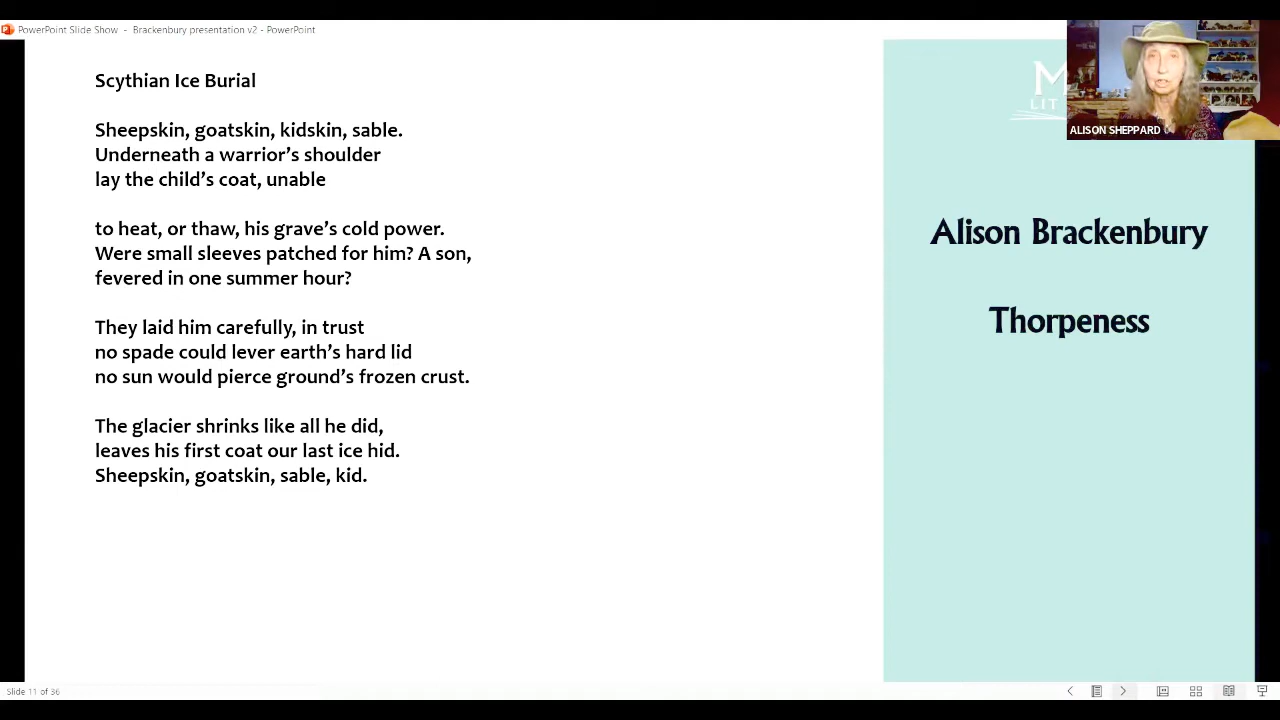 PowerPoint Slide Show - Brackenbury presentation v2 - PowerPoint
Scythian Ice Burial
Sheepskin, goatskin, kidskin, sable.
Underneath a warrior’s shoulder
lay the child’s coat, unable
to heat, or thaw, his grave’s cold power.
Were small sleeves patched for him? A son,
fevered in one summer hour?
They laid him carefully, in trust
no spade could lever earth’s hard lid
no sun would pierce ground’s frozen crust.
The glacier shrinks like all he did,
leaves his first coat our last ice hid.
Sheepskin, goatskin, sable, kid.
M
LIT
ALISON SHEPPARD
Alison Brackenbury
Thorpeness
Slide 11 of 36